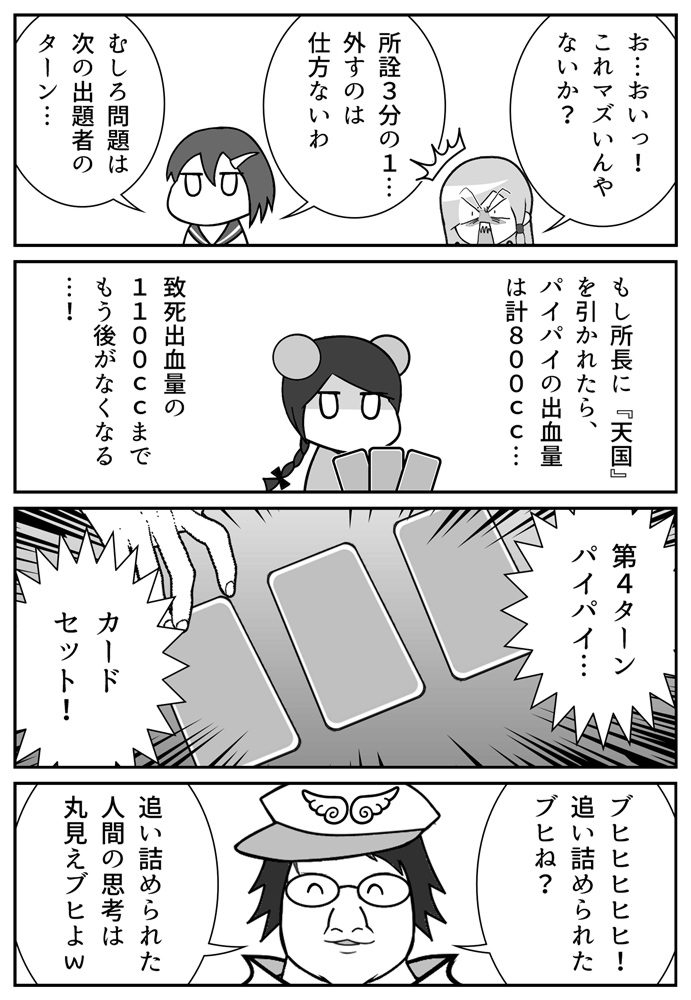 お…おいっ！
これマズいんや
ないか？
所詮３分の１…
外すのは
仕方ないわ
むしろ問題は
次の出題者の
ターン…
もし所長に『天国』
を引かれたら、
パイパイの出血量
は計８００ｃｃ…
致死出血量の
１１００ｃｃまで
もう後がなくなる
…！
第４ターン
パイパイ…
カード
セット！
ブヒヒヒヒヒ！
追い詰められた
ブヒね？
追い詰められた
人間の思考は
丸見えブヒよｗ